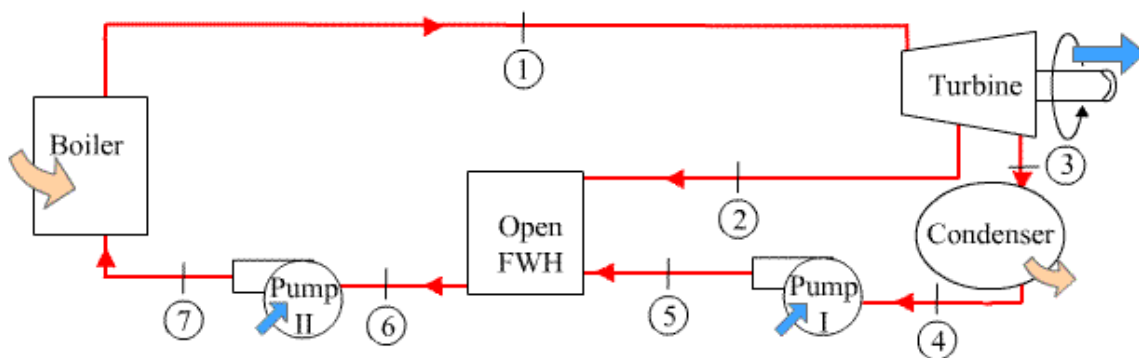 1
Turbine
Boiler
3
2
Open
FWH
Condenser
Pump
II
Pump
I
7
6
5
4